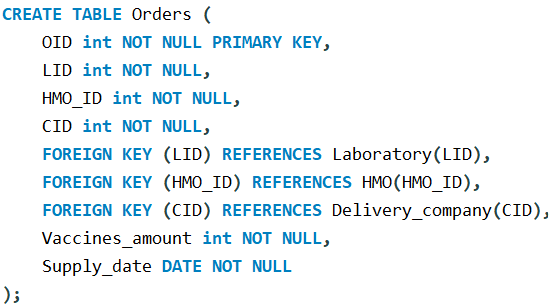 CREATE TABLE Orders (
    OID int NOT NULL PRIMARY KEY,
    LID int NOT NULL,
    HMO_ID int NOT NULL,
    CID int NOT NULL,
    FOREIGN KEY (LID) REFERENCES Laboratory(LID),
    FOREIGN KEY (HMO_ID) REFERENCES HMO(HMO_ID),
    FOREIGN KEY (CID) REFERENCES Delivery_company(CID),
    Vaccines_amount int NOT NULL,
    Supply_date DATE NOT NULL
);